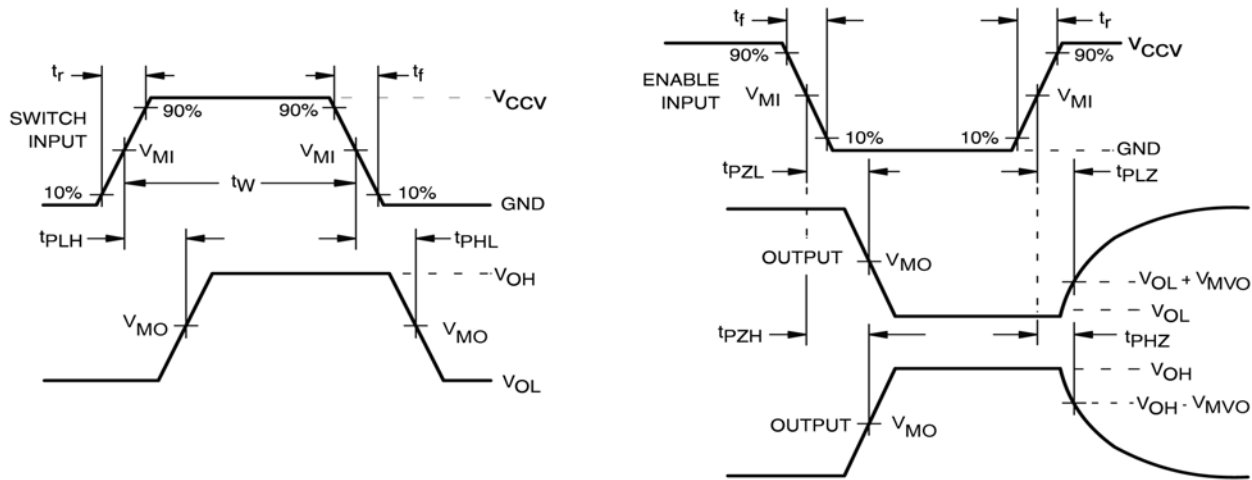 tr
tf
VCCV
90%
90%
SWITCH
INPUT
VMI
VMI
tW
10%
10%
GND
tPLH
tPHL
VOH
VMO
VMO
VOL
tf
tr
VCCV
90%
90%
ENABLE
INPUT
VMI
VMI
10%
10%
GND
tPZL
tPLZ
OUTPUT
VMO
VOL + VMVO
VOL
tPZH
tPHZ
VOH
VOH - VMVO
OUTPUT
VMO